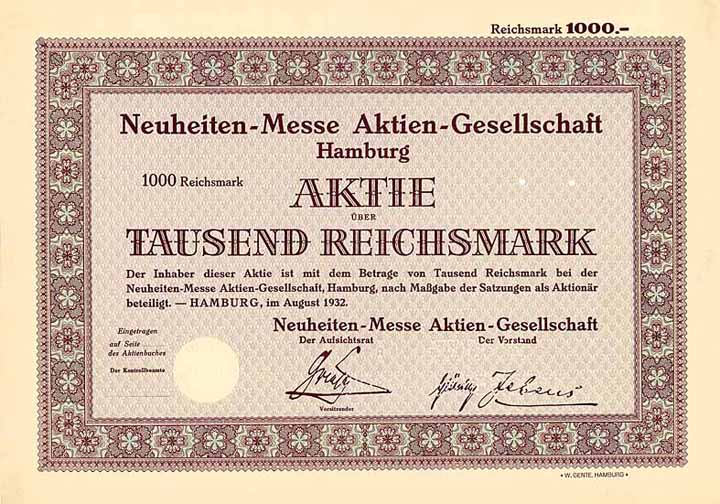 Reichsmark 1000.–
Neuheiten-Messe Aktien-Gesellschaft
Hamburg
1000 Reichsmark
AKTIE
ÜBER
TAUSEND REICHSMARK
Der Inhaber dieser Aktie ist mit dem Betrage von Tausend Reichsmark bei der
Neuheiten-Messe Aktien-Gesellschaft, Hamburg, nach Maßgabe der Satzungen als Aktionär
beteiligt. — HAMBURG, im August 1932.
Neuheiten-Messe Aktien-Gesellschaft
Der Aufsichtsrat Der Vorstand
Eingetragen
auf Seite ......
des Aktienbuches
Der Kontrollbeamte
Vorsitzender
• W. GENTE, HAMBURG •